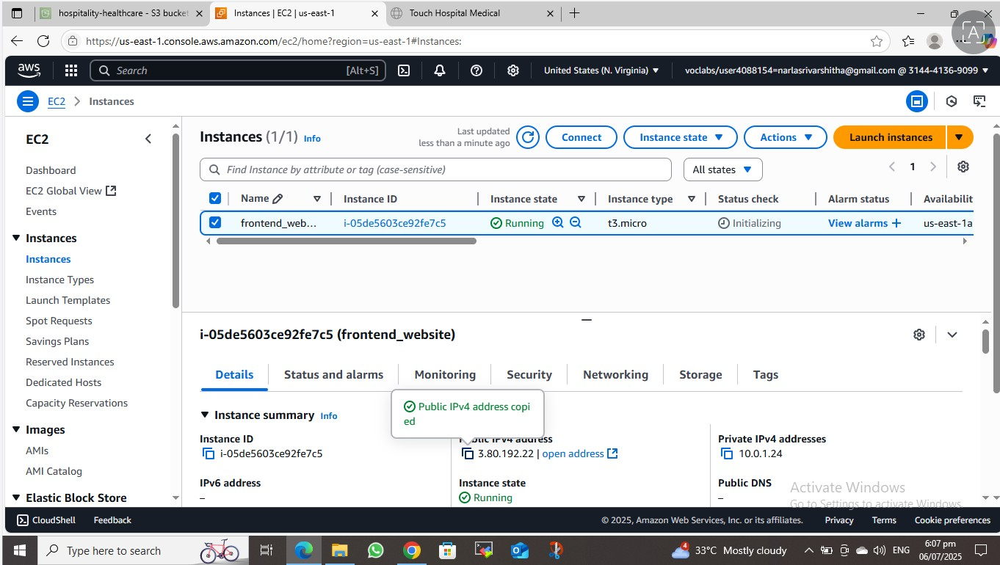 hospitality-healthcare - S3 bucket
Instances | EC2 | us-east-1
Touch Hospital Medical
https://us-east-1.console.aws.amazon.com/ec2/home?region=us-east-1#Instances:
A
aws
Search
[Alt+S]
United States (N. Virginia)
voclabs/user4088154=narlasrivarshitha@gmail.com @ 3144-4136-9099
EC2
Instances
EC2
Dashboard
EC2 Global View
Events
Instances
Instances
Instance Types
Launch Templates
Spot Requests
Savings Plans
Reserved Instances
Dedicated Hosts
Capacity Reservations
Images
AMIs
AMI Catalog
Elastic Block Store
Instances (1/1) Info
Last updated
less than a minute ago
Connect
Instance state
Actions
Launch instances
Find Instance by attribute or tag (case-sensitive)
All states
1
Name
Instance ID
Instance state
Instance type
Status check
Alarm status
Availabilit
frontend_web...
i-05de5603ce92fe7c5
Running
t3.micro
Initializing
View alarms +
us-east-1a
i-05de5603ce92fe7c5 (frontend_website)
Details
Status and alarms
Monitoring
Security
Networking
Storage
Tags
Public IPv4 address copi
ed
Instance summary Info
Instance ID
i-05de5603ce92fe7c5
Public IPv4 address
3.80.192.22 | open address
Private IPv4 addresses
10.0.1.24
IPv6 address
–
Instance state
Running
Public DNS
–
Activate Windows
Go to Settings to activate Windows.
CloudShell
Feedback
© 2025, Amazon Web Services, Inc. or its affiliates.
Privacy
Terms
Cookie preferences
Type here to search
4
33°C Mostly cloudy
ENG
6:07 pm
06/07/2025